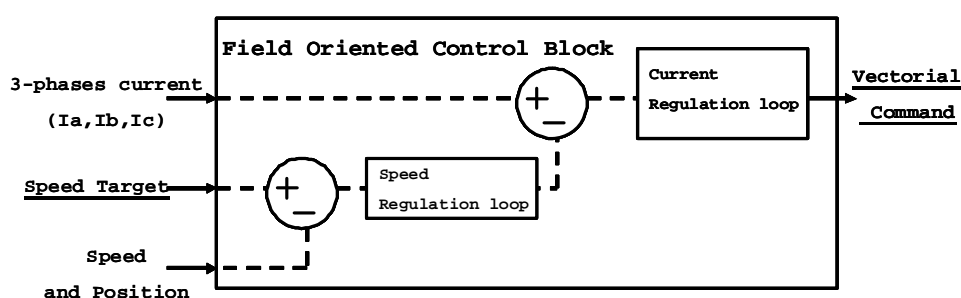 Field Oriented Control Block
3-phases current
(Ia,Ib,Ic)
+
−
Current
Regulation loop
Vectorial
Command
Speed Target
+
−
Speed
Regulation loop
Speed
and Position